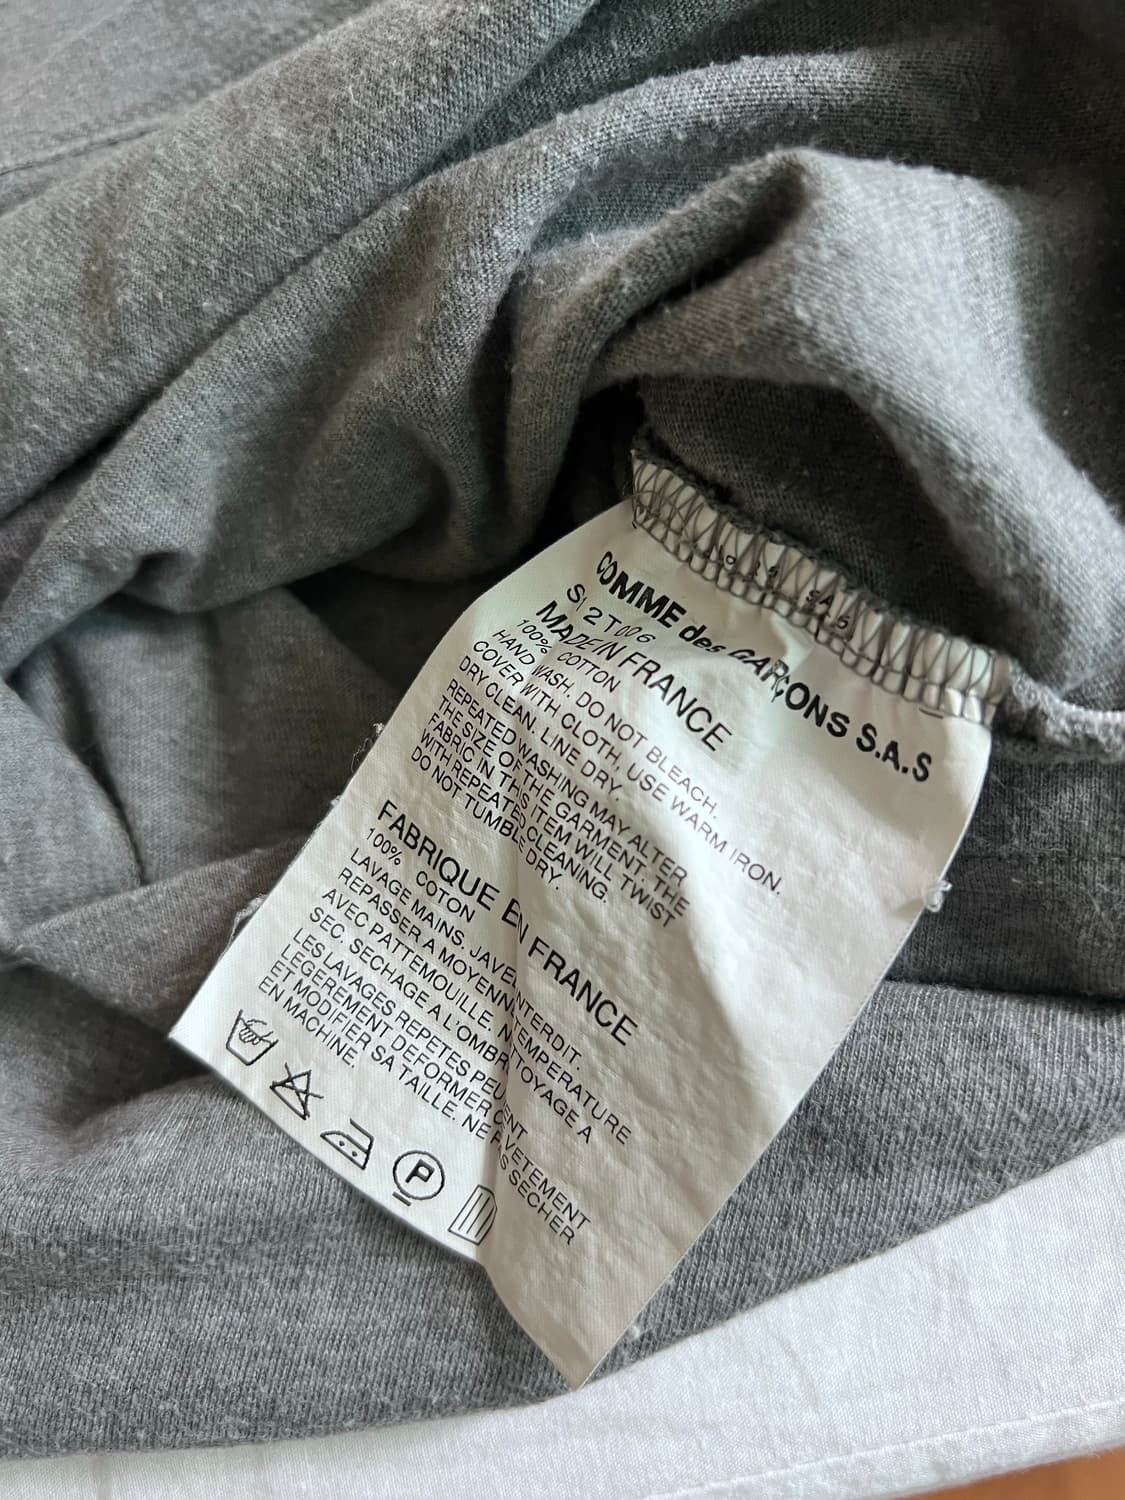 COMME des GARÇONS S.A.S
S12T006
MADE IN FRANCE
100% COTTON
HAND WASH. DO NOT BLEACH.
COVER WITH CLOTH, USE WARM IRON.
DRY CLEAN. LINE DRY.
REPEATED WASHING MAY ALTER
THE SIZE OF THE GARMENT. THE
FABRIC IN THIS ITEM WILL TWIST
WITH REPEATED CLEANING.
DO NOT TUMBLE DRY.
FABRIQUE EN FRANCE
100% COTON
LAVAGE MAINS. JAVEL INTERDIT.
REPASSER A MOYENNE TEMPERATURE
AVEC PATTEMOUILLE. NETTOYAGE A
SEC. SECHAGE A L'OMBRE
LES LAVAGES REPETES PEUVENT
LEGEREMENT DEFORMER CE VETEMENT
ET MODIFIER SA TAILLE. NE PAS SECHER
EN MACHINE.
P